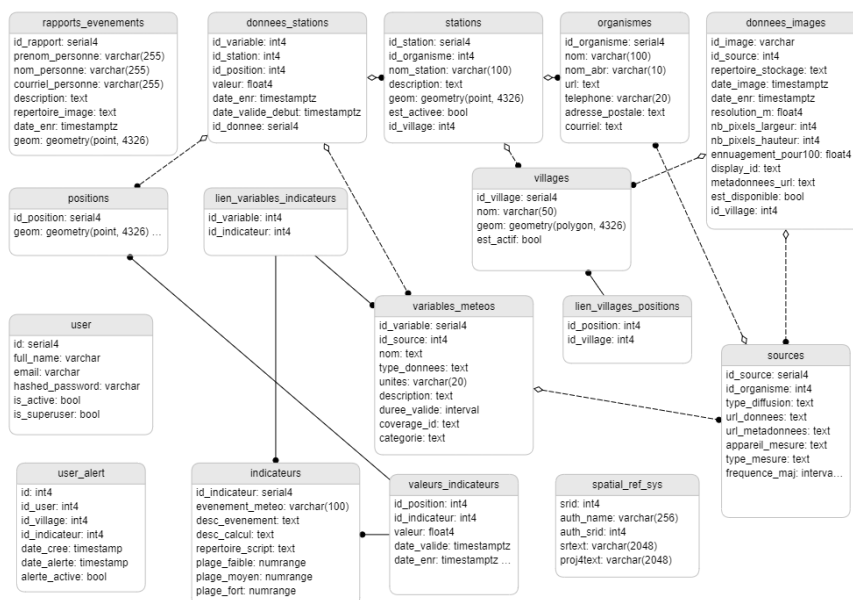 rapports_evenements
id_rapport: serial4
prenom_personne: varchar(255)
nom_personne: varchar(255)
courriel_personne: varchar(255)
description: text
repertoire_image: text
date_enr: timestamptz
geom: geometry(point, 4326)
donnees_stations
id_variable: int4
id_station: int4
id_position: int4
valeur: float4
date_enr: timestamptz
date_valide_debut: timestamptz
id_donnee: serial4
stations
id_station: serial4
id_organisme: int4
nom_station: varchar(100)
description: text
geom: geometry(point, 4326)
est_activee: bool
id_village: int4
organismes
id_organisme: serial4
nom: varchar(100)
nom_abr: varchar(10)
url: text
telephone: varchar(20)
adresse_postale: text
courriel: text
donnees_images
id_image: varchar
id_source: int4
repertoire_stockage: text
date_image: timestamptz
date_enr: timestamptz
resolution_m: float4
nb_pixels_largeur: int4
nb_pixels_hauteur: int4
ennuagement_pour100: float4
display_id: text
metadonnees_url: text
est_disponible: bool
id_village: int4
positions
id_position: serial4
geom: geometry(point, 4326) ...
lien_variables_indicateurs
id_variable: int4
id_indicateur: int4
villages
id_village: serial4
nom: varchar(50)
geom: geometry(polygon, 4326)
est_actif: bool
user
id: serial4
full_name: varchar
email: varchar
hashed_password: varchar
is_active: bool
is_superuser: bool
variables_meteos
id_variable: serial4
id_source: int4
nom: text
type_donnees: text
unites: varchar(20)
description: text
duree_valide: interval
coverage_id: text
categorie: text
lien_villages_positions
id_position: int4
id_village: int4
sources
id_source: serial4
id_organisme: int4
type_diffusion: text
url_donnees: text
url_metadonnees: text
appareil_mesure: text
type_mesure: text
frequence_maj: interva...
user_alert
id: int4
id_user: int4
id_village: int4
id_indicateur: int4
date_cree: timestamp
date_alerte: timestamp
alerte_active: bool
indicateurs
id_indicateur: serial4
evenement_meteo: varchar(100)
desc_evenement: text
desc_calcul: text
repertoire_script: text
plage_faible: numrange
plage_moyen: numrange
plage_fort: numrange
valeurs_indicateurs
id_position: int4
id_indicateur: int4
valeur: float4
date_valide: timestamptz
date_enr: timestamptz ...
spatial_ref_sys
srid: int4
auth_name: varchar(256)
auth_srid: int4
srtext: varchar(2048)
proj4text: varchar(2048)